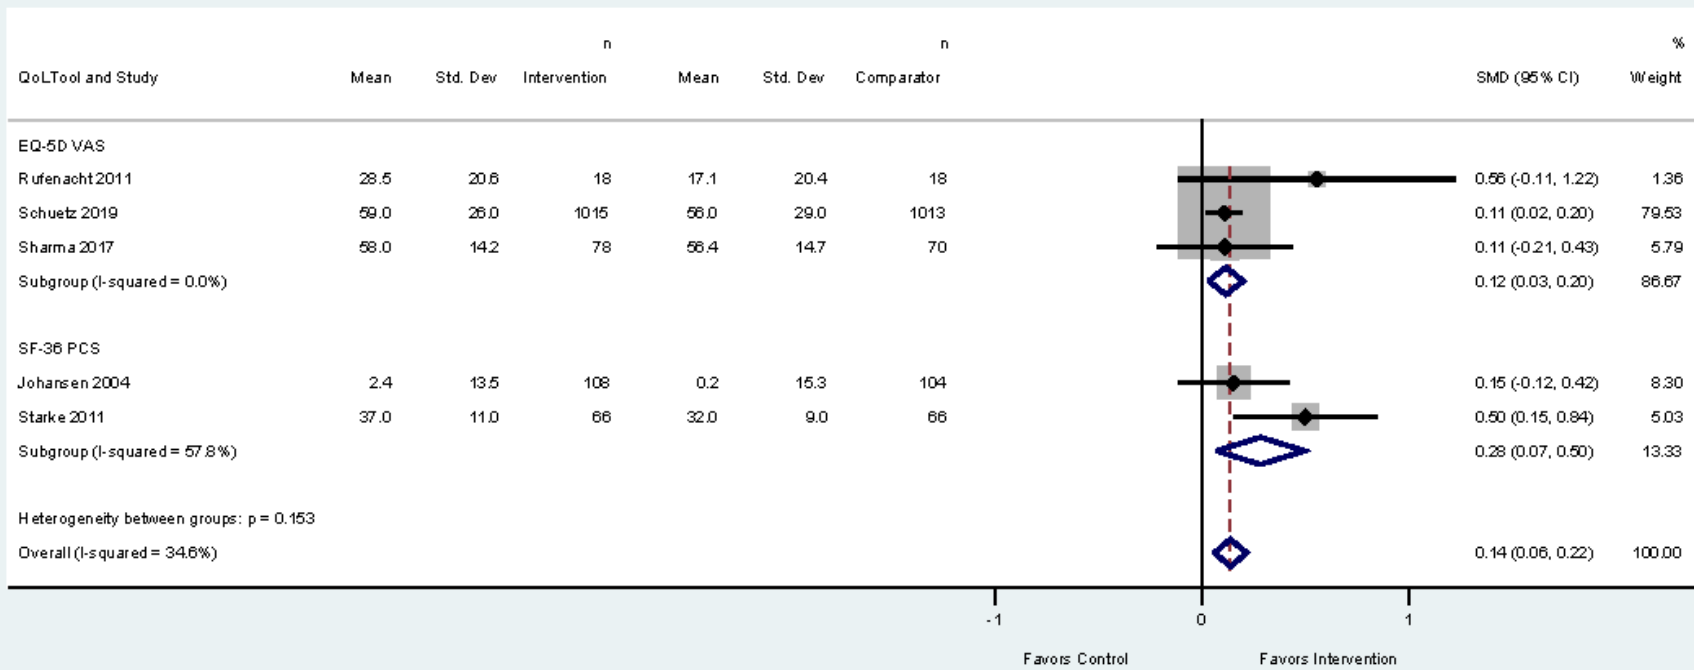 n n %
QoLTool and Study Mean Std. Dev Intervention Mean Std. Dev Comparator SMD (95% CI) Weight
EQ-5D VAS
Rufenacht 2011 28.5 20.6 18 17.1 20.4 18 0.56 (-0.11, 1.22) 1.36
Schuetz 2019 59.0 26.0 1015 56.0 29.0 1013 0.11 (0.02, 0.20) 79.53
Sharma 2017 58.0 14.2 78 56.4 14.7 70 0.11 (-0.21, 0.43) 5.79
Subgroup (I-squared = 0.0%) 0.12 (0.03, 0.20) 86.67
SF-36 PCS
Johansen 2004 2.4 13.5 108 0.2 15.3 104 0.15 (-0.12, 0.42) 8.30
Starke 2011 37.0 11.0 66 32.0 9.0 66 0.50 (0.15, 0.84) 5.03
Subgroup (I-squared = 57.8%) 0.28 (0.07, 0.50) 13.33
Heterogeneity between groups: p = 0.153
Overall (I-squared = 34.6%) 0.14 (0.06, 0.22) 100.00
-1 0 1
Favors Control Favors Intervention